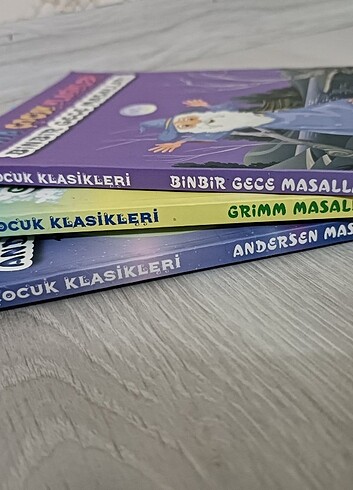 BİNBİR GECE MASALLARI
OCUK KLASİKLERİ BİNBİR GECE MASALLA
OCUK KLASİKLERİ GRİMM MASALL
OCUK KLASİKLERİ ANDERSEN MAS